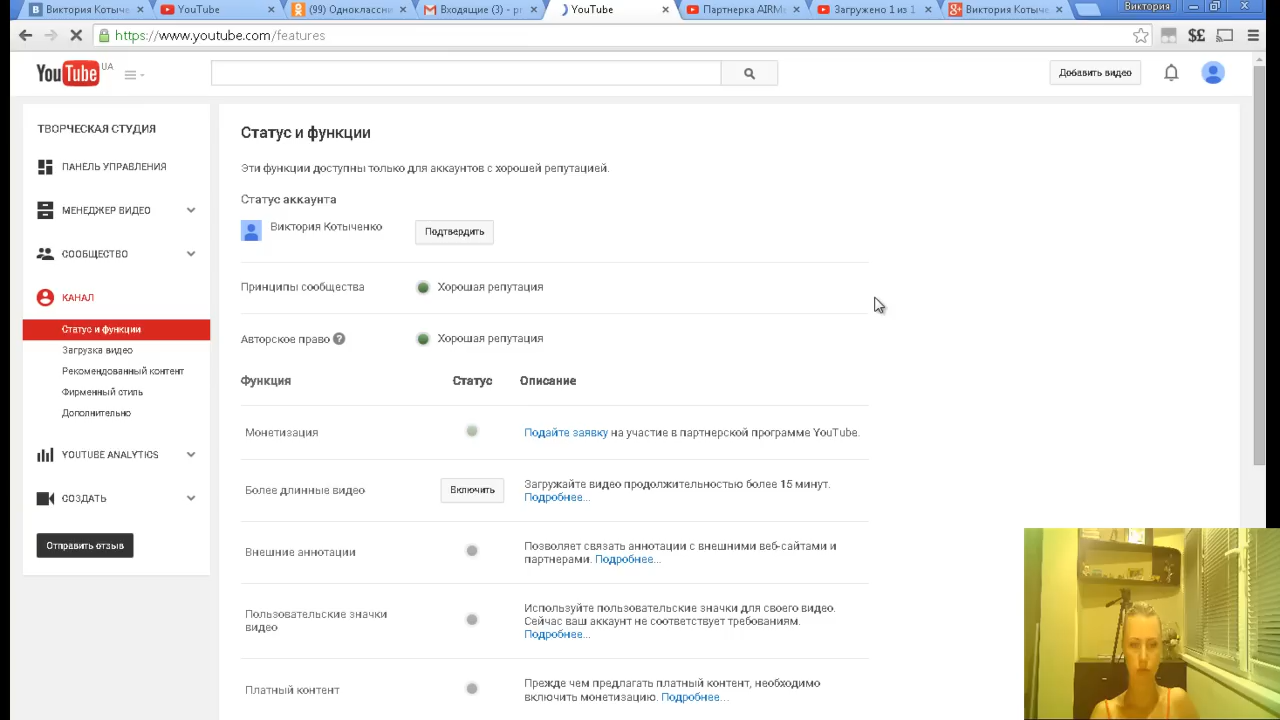 В Виктория Котыче
YouTube
(99) Одноклассни
Входящие (3) - pr
YouTube
Партнерка AIRМе
Загружено 1 из 1
Виктория Котыче
Виктория
https://www.youtube.com/features
$£
YouTube UA
Добавить видео
ТВОРЧЕСКАЯ СТУДИЯ
ПАНЕЛЬ УПРАВЛЕНИЯ
МЕНЕДЖЕР ВИДЕО
СООБЩЕСТВО
КАНАЛ
Статус и функции
Загрузка видео
Рекомендованный контент
Фирменный стиль
Дополнительно
YOUTUBE ANALYTICS
СОЗДАТЬ
Отправить отзыв
Статус и функции
Эти функции доступны только для аккаунтов с хорошей репутацией.
Статус аккаунта
Виктория Котыченко
Подтвердить
Принципы сообщества
Хорошая репутация
Авторское право ?
Хорошая репутация
Функция Статус Описание
Монетизация
Подайте заявку на участие в партнерской программе YouTube.
Более длинные видео
Включить
Загружайте видео продолжительностью более 15 минут.
Подробнее...
Внешние аннотации
Позволяет связать аннотации с внешними веб-сайтами и
партнерами. Подробнее...
Пользовательские значки
видео
Используйте пользовательские значки для своего видео.
Сейчас ваш аккаунт не соответствует требованиям.
Подробнее...
Платный контент
Прежде чем предлагать платный контент, необходимо
включить монетизацию. Подробнее...